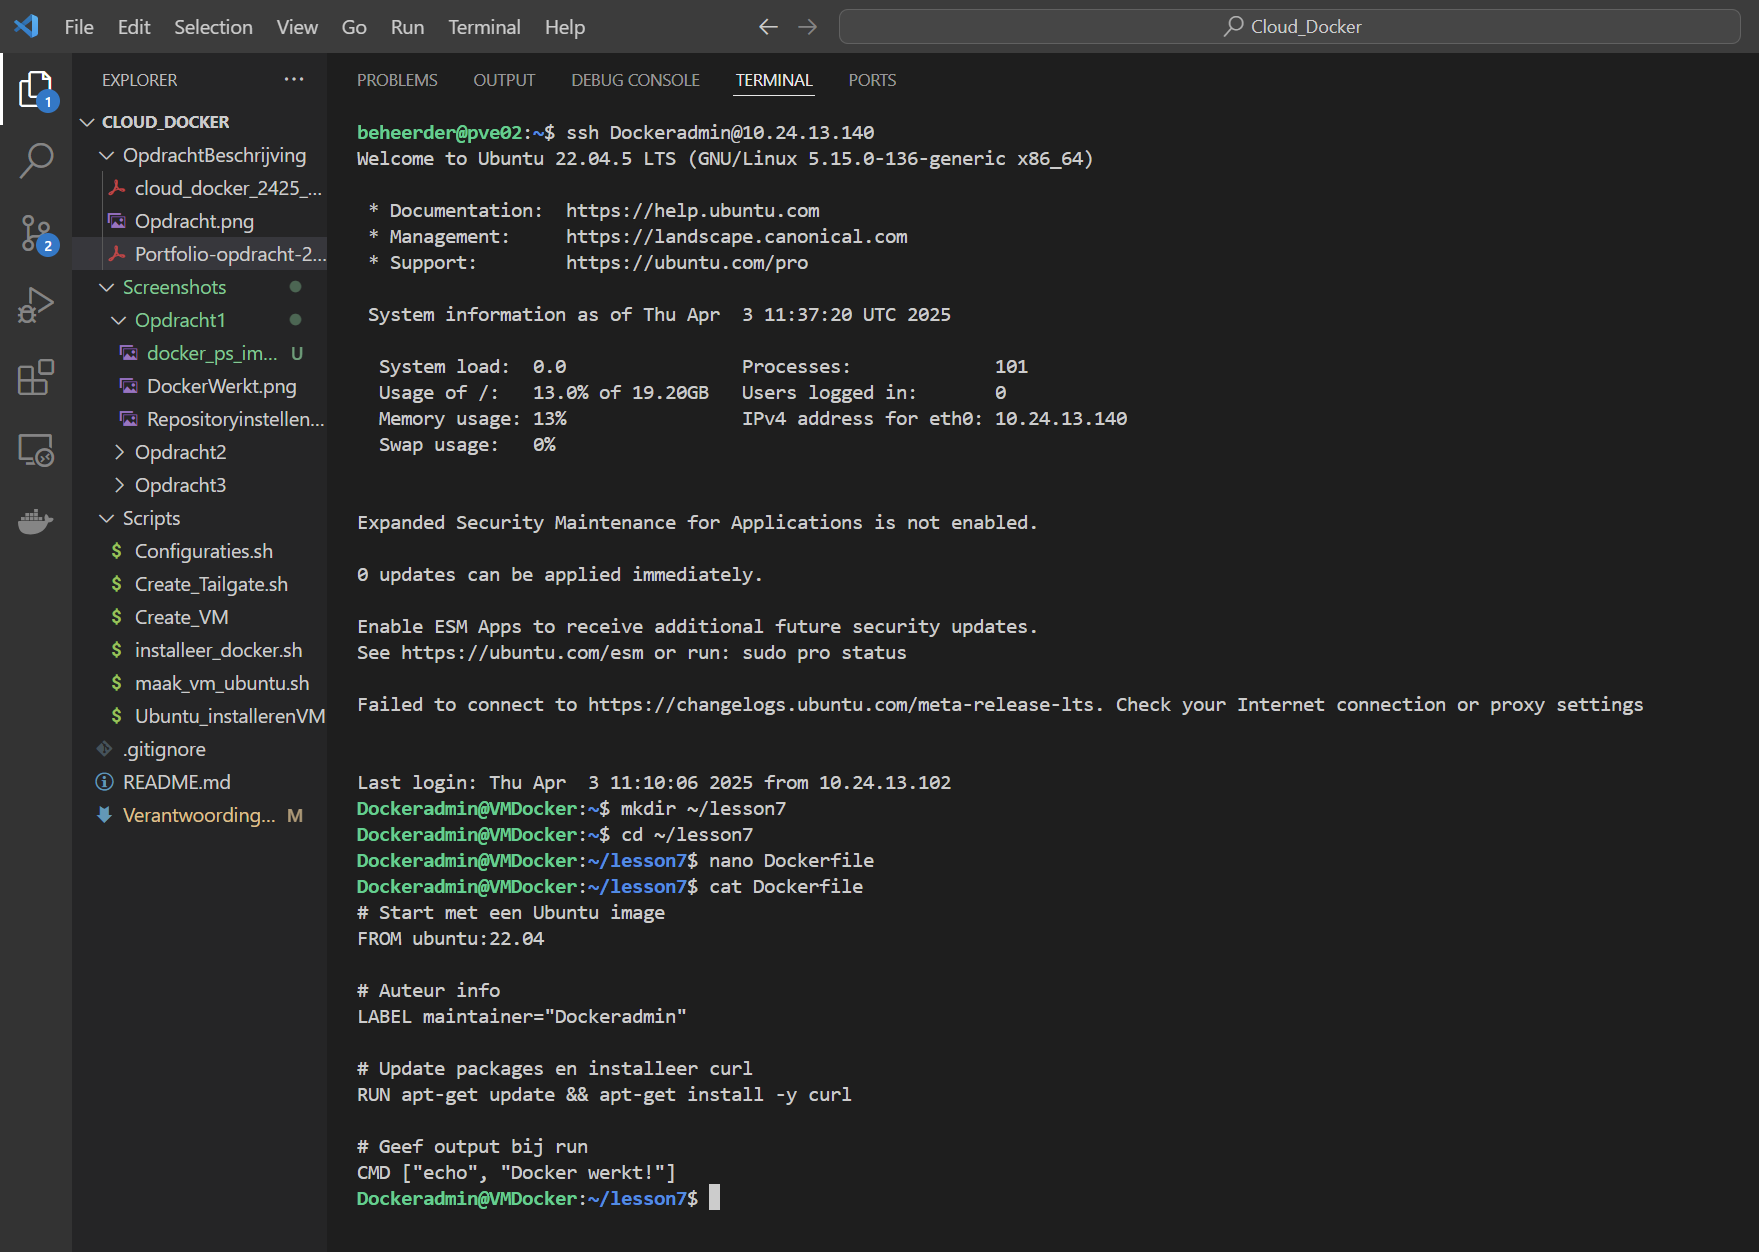 File Edit Selection View Go Run Terminal Help
Cloud_Docker
EXPLORER
1
2
CLOUD_DOCKER
OpdrachtBeschrijving
cloud_docker_2425_...
Opdracht.png
Portfolio-opdracht-2...
Screenshots
Opdracht1
docker_ps_im... U
DockerWerkt.png
Repositoryinstellen...
Opdracht2
Opdracht3
Scripts
$ Configuraties.sh
$ Create_Tailgate.sh
$ Create_VM
$ installeer_docker.sh
$ maak_vm_ubuntu.sh
$ Ubuntu_installerenVM
.gitignore
README.md
Verantwoording... M
PROBLEMS OUTPUT DEBUG CONSOLE TERMINAL PORTS
beheerder@pve02:~$ ssh Dockeradmin@10.24.13.140
Welcome to Ubuntu 22.04.5 LTS (GNU/Linux 5.15.0-136-generic x86_64)
* Documentation: https://help.ubuntu.com
* Management: https://landscape.canonical.com
* Support: https://ubuntu.com/pro
System information as of Thu Apr 3 11:37:20 UTC 2025
System load: 0.0 Processes: 101
Usage of /: 13.0% of 19.20GB Users logged in: 0
Memory usage: 13% IPv4 address for eth0: 10.24.13.140
Swap usage: 0%
Expanded Security Maintenance for Applications is not enabled.
0 updates can be applied immediately.
Enable ESM Apps to receive additional future security updates.
See https://ubuntu.com/esm or run: sudo pro status
Failed to connect to https://changelogs.ubuntu.com/meta-release-lts. Check your Internet connection or proxy settings
Last login: Thu Apr 3 11:10:06 2025 from 10.24.13.102
Dockeradmin@VMDocker:~$ mkdir ~/lesson7
Dockeradmin@VMDocker:~$ cd ~/lesson7
Dockeradmin@VMDocker:~/lesson7$ nano Dockerfile
Dockeradmin@VMDocker:~/lesson7$ cat Dockerfile
# Start met een Ubuntu image
FROM ubuntu:22.04
# Auteur info
LABEL maintainer="Dockeradmin"
# Update packages en installeer curl
RUN apt-get update && apt-get install -y curl
# Geef output bij run
CMD ["echo", "Docker werkt!"]
Dockeradmin@VMDocker:~/lesson7$